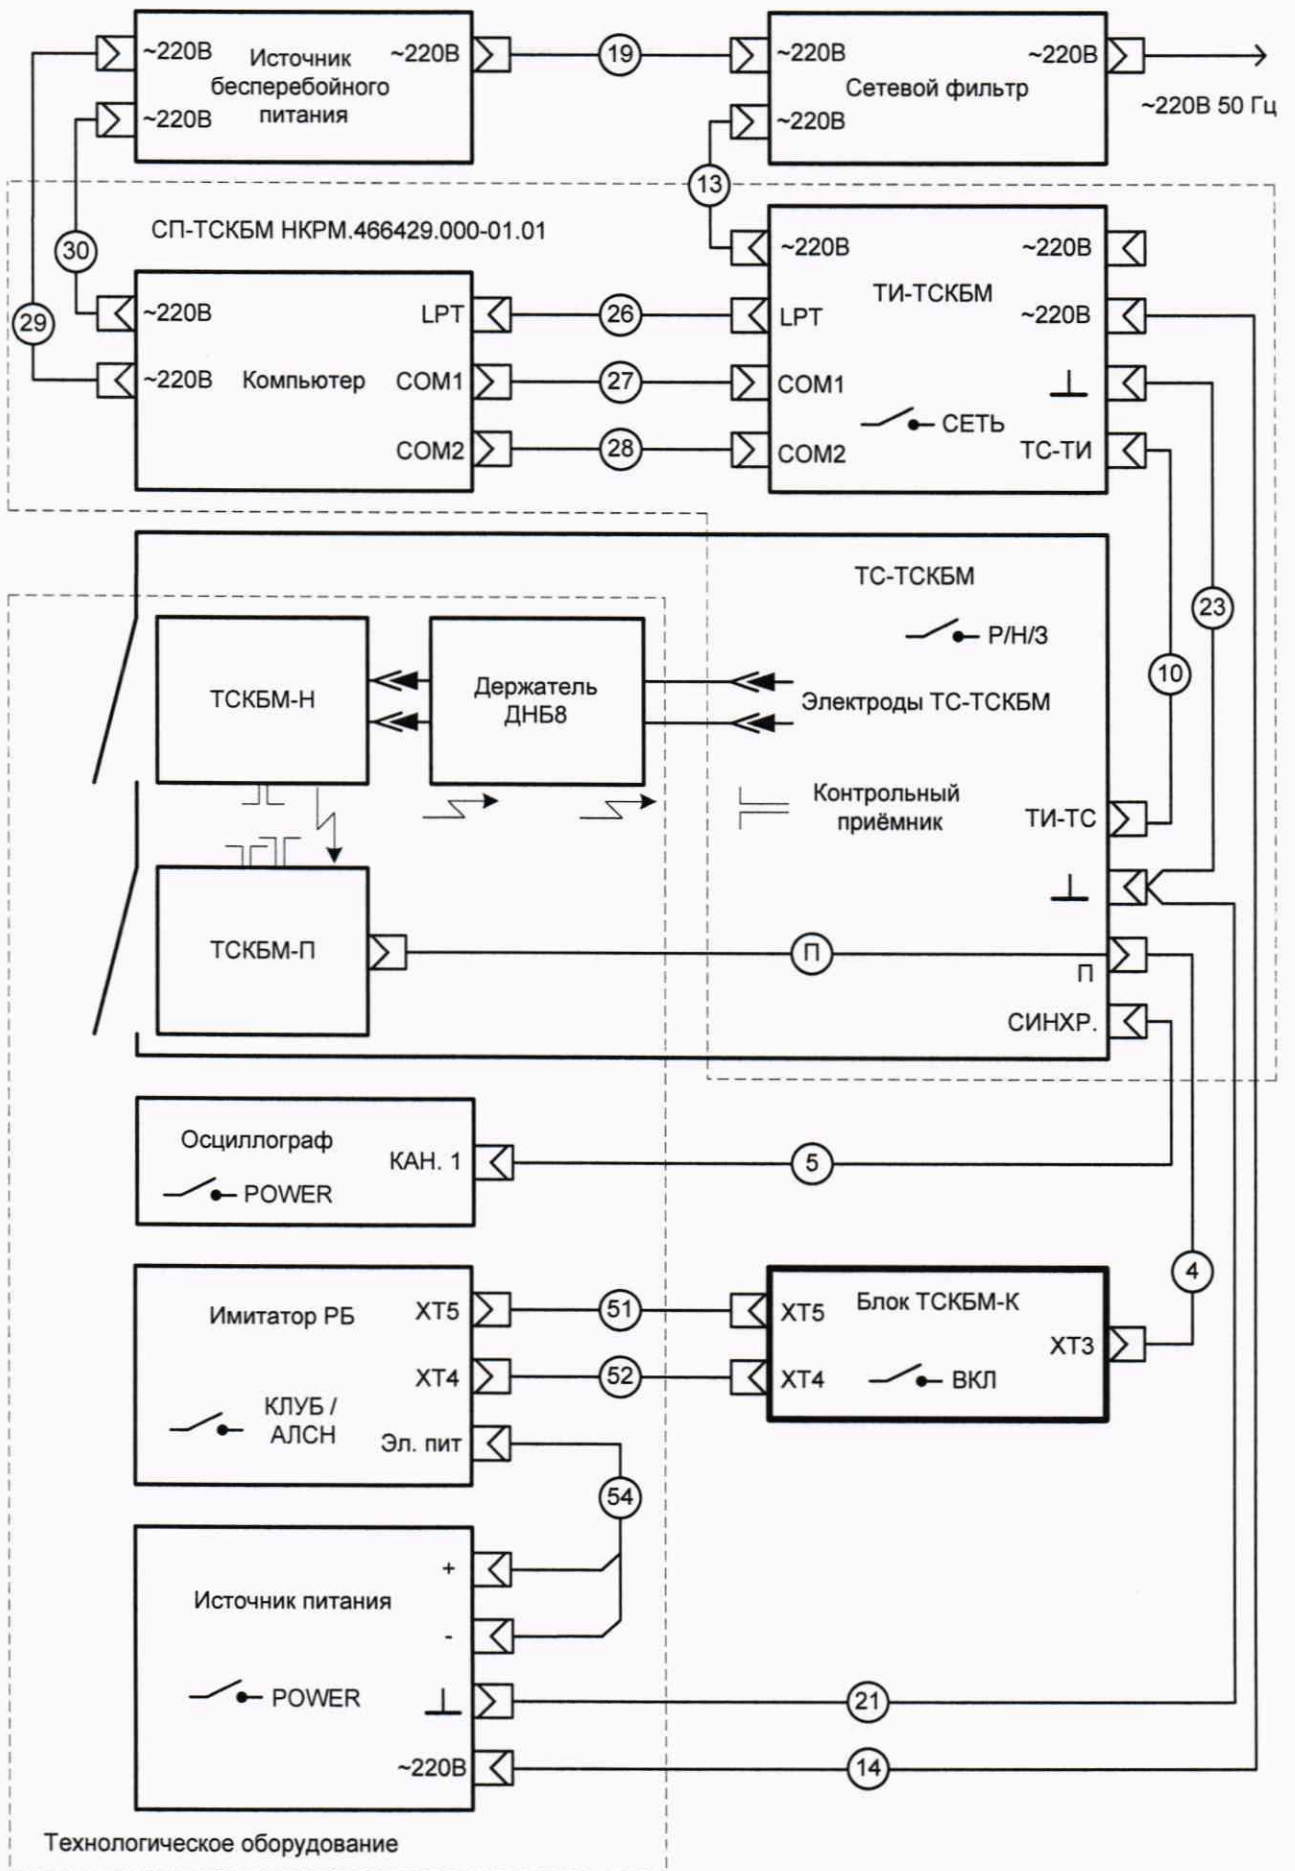 ~220В
Источник
бесперебойного
питания
~220В
~220В
19
~220В
Сетевой фильтр
~220В
~220В
~220В 50 Гц
13
СП-ТСКБМ НКРМ.466429.000-01.01
30
29
~220В
LPT
~220В
Компьютер
COM1
COM2
26
27
28
~220В
~220В
ТИ-ТСКБМ
LPT
~220В
COM1
СЕТЬ
COM2
ТС-ТИ
ТС-ТСКБМ
Р/Н/З
23
10
ТСКБМ-Н
Держатель
ДНБ8
Электроды ТС-ТСКБМ
Контрольный
приёмник
ТИ-ТС
ТСКБМ-П
П
П
СИНХР.
Осциллограф
КАН. 1
POWER
5
4
Имитатор РБ
XT5
XT4
КЛУБ /
АЛСН
Эл. пит
51
52
54
Блок ТСКБМ-К
XT5
XT3
XT4
ВКЛ
+
Источник питания
-
POWER
~220В
21
14
Технологическое оборудование